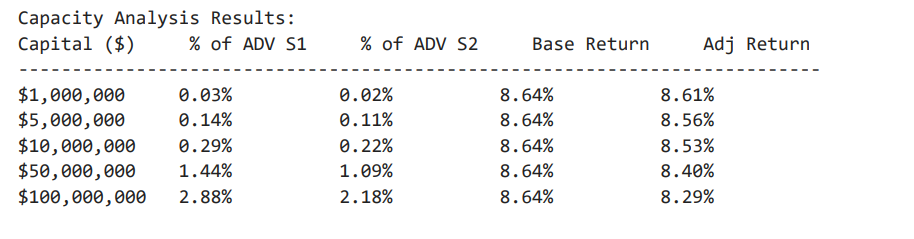 Capacity Analysis Results:
Capital ($)     % of ADV S1     % of ADV S2     Base Return     Adj Return
---------------------------------------------------------------------------
$1,000,000     0.03%          0.02%          8.64%          8.61%
$5,000,000     0.14%          0.11%          8.64%          8.56%
$10,000,000    0.29%          0.22%          8.64%          8.53%
$50,000,000    1.44%          1.09%          8.64%          8.40%
$100,000,000   2.88%          2.18%          8.64%          8.29%